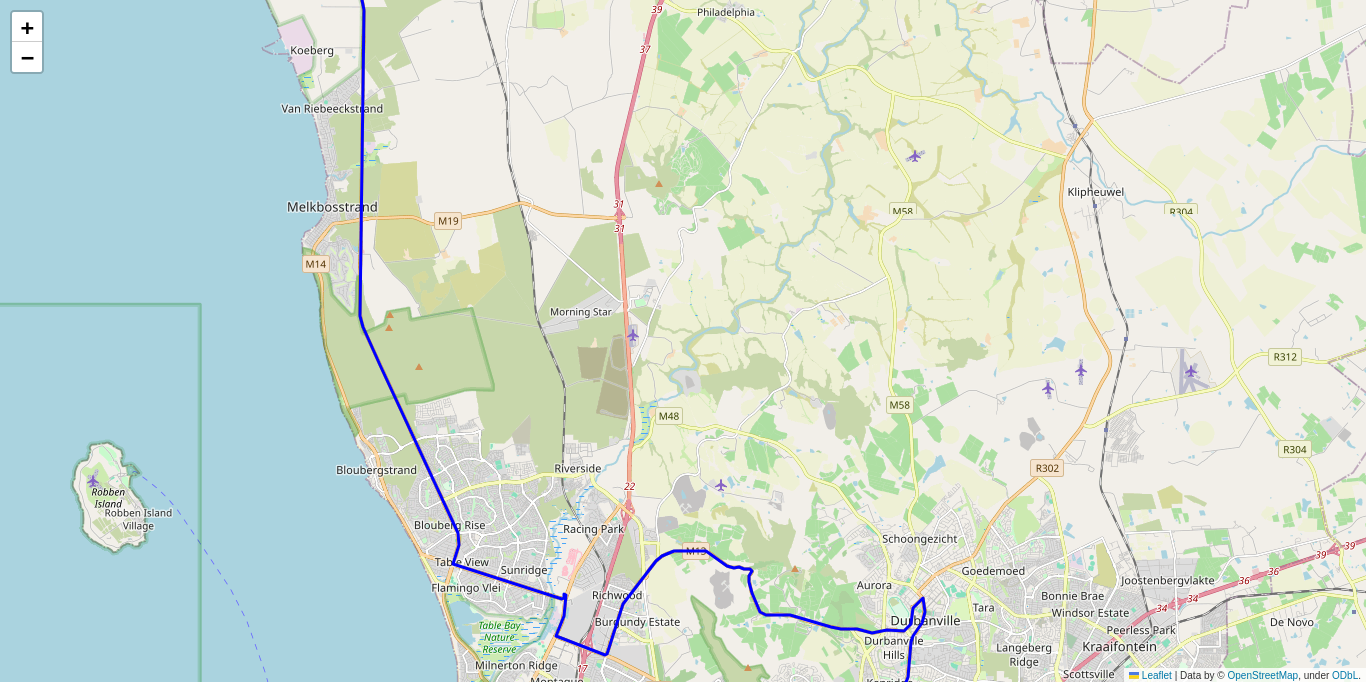 +
−
Philadelphia
39
37
Koeberg
Van Riebeeckstrand
Melkbosstrand
M19
31
31
M14
M58
Klipheuwel
R304
Morning Star
R312
M48
M58
R304
R302
Riverside
Bloubergstrand
22
Robben
Island
Robben Island
Village
Blouberg Rise
Racing Park
Schoongezicht
M13
Table View
Sunridge
Flamingo Vlei
Richwood
Aurora
Goedemoed
39
39
36
36
34
34
Joostenbergvlakte
Bonnie Brae
Tara
Windsor Estate
Table Bay
Nature
Reserve
Burgundy Estate
Durbanville
Peerless Park
De Novo
Durbanville
Hills
Langeberg
Ridge
Kraaifontein
Milnerton Ridge
17
Scottsville
Leaflet | Data by © OpenStreetMap, under ODbL.